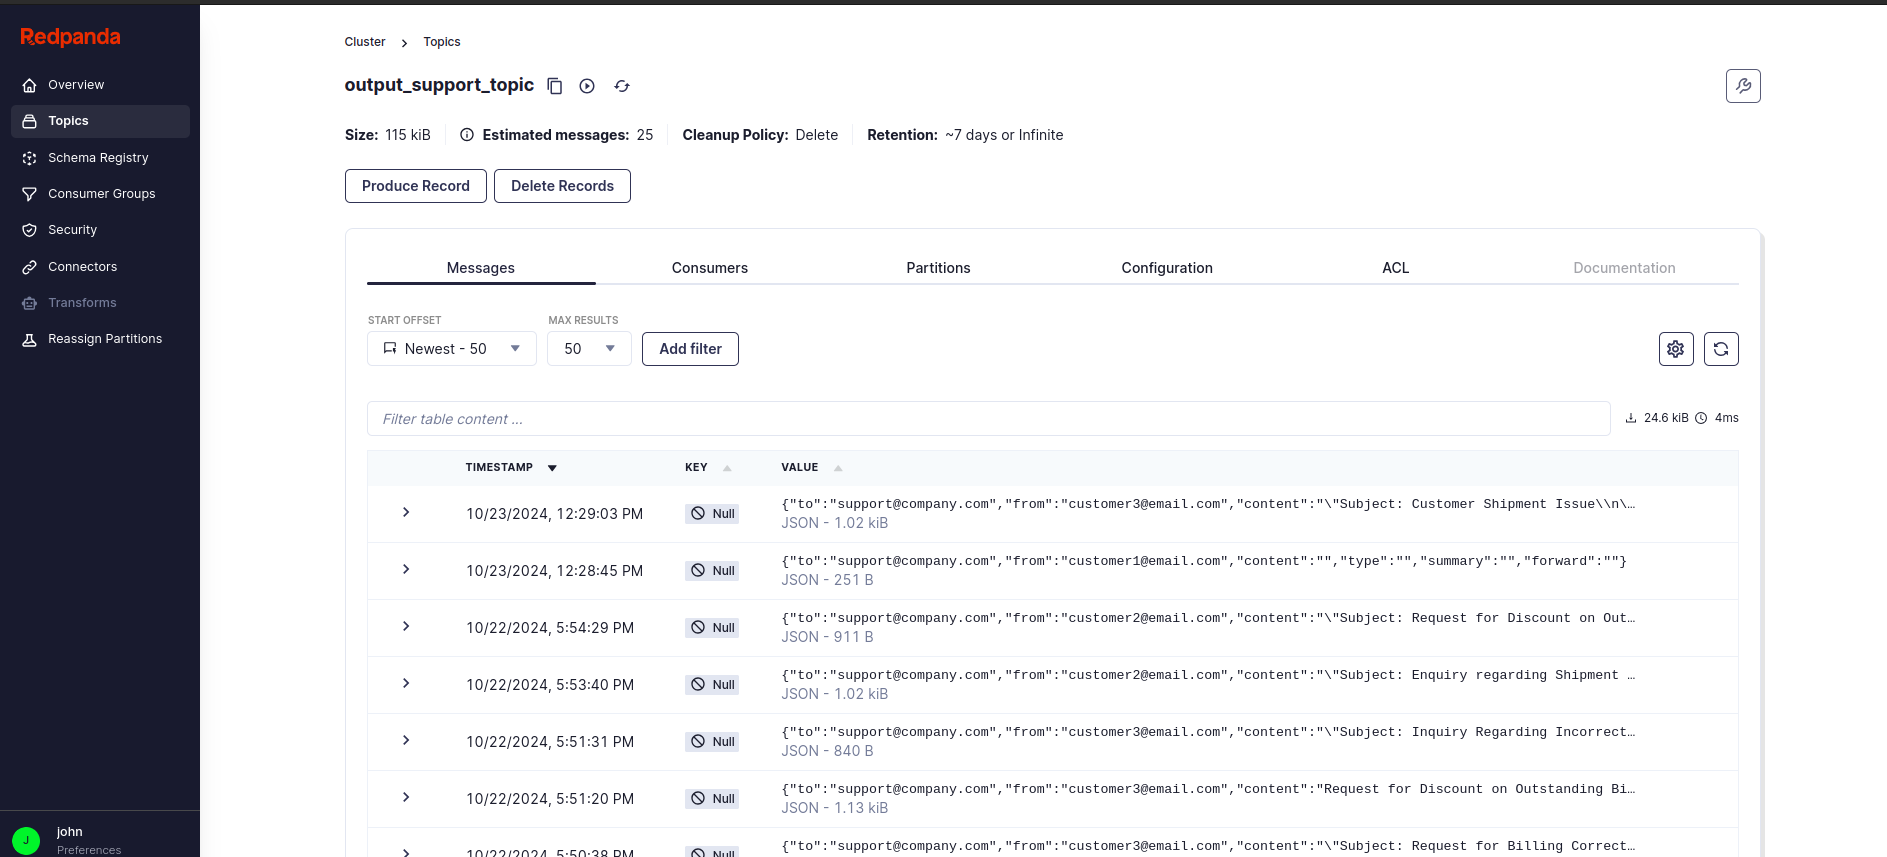 Redpanda
Overview
Topics
Schema Registry
Consumer Groups
Security
Connectors
Transforms
Reassign Partitions
J
john
Preferences
Cluster > Topics
output_support_topic
Size: 115 kiB Estimated messages: 25 Cleanup Policy: Delete Retention: ~7 days or Infinite
Produce Record Delete Records
Messages Consumers Partitions Configuration ACL Documentation
START OFFSET MAX RESULTS
Newest - 50 50 Add filter
Filter table content ... 24.6 kiB 4ms
TIMESTAMP KEY VALUE
10/23/2024, 12:29:03 PM Null {"to":"support@company.com","from":"customer3@email.com","content":"\"Subject: Customer Shipment Issue\\n\…
JSON - 1.02 kiB
10/23/2024, 12:28:45 PM Null {"to":"support@company.com","from":"customer1@email.com","content":"","type":"","summary":"","forward":""}
JSON - 251 B
10/22/2024, 5:54:29 PM Null {"to":"support@company.com","from":"customer2@email.com","content":"\"Subject: Request for Discount on Out…
JSON - 911 B
10/22/2024, 5:53:40 PM Null {"to":"support@company.com","from":"customer2@email.com","content":"\"Subject: Enquiry regarding Shipment …
JSON - 1.02 kiB
10/22/2024, 5:51:31 PM Null {"to":"support@company.com","from":"customer3@email.com","content":"\"Subject: Inquiry Regarding Incorrect…
JSON - 840 B
10/22/2024, 5:51:20 PM Null {"to":"support@company.com","from":"customer3@email.com","content":"Request for Discount on Outstanding Bi…
JSON - 1.13 kiB
10/22/2024, 5:50:38 PM Null {"to":"support@company.com","from":"customer3@email.com","content":"\"Subject: Request for Billing Correct…